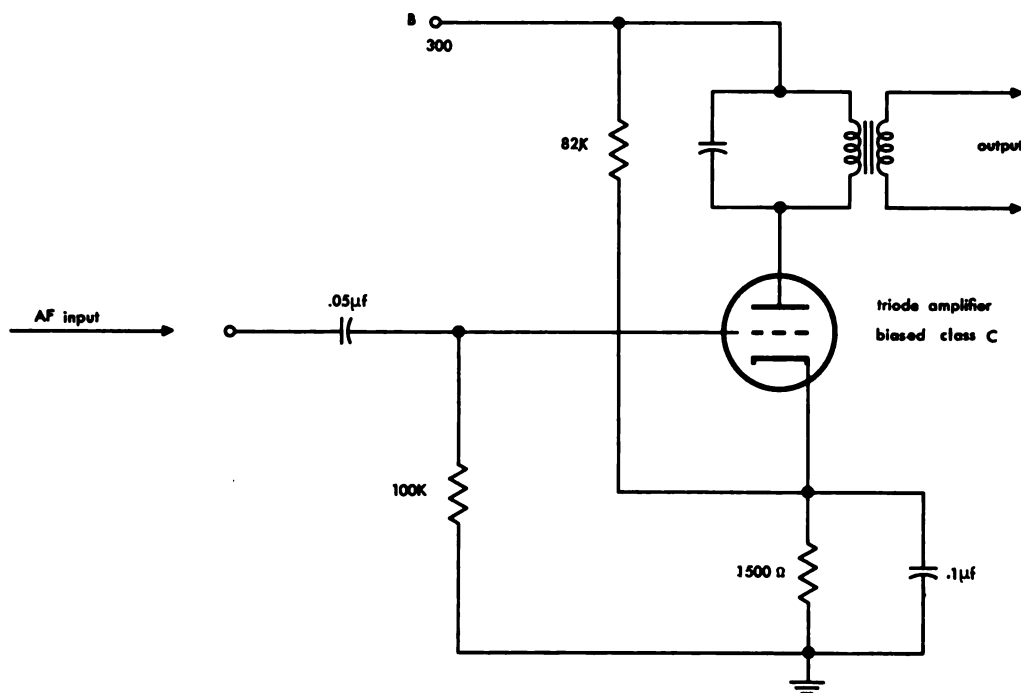 B
300
82K
output
.05µf
AF input
triode amplifier
biased class C
100K
1500 Ω
.1µf